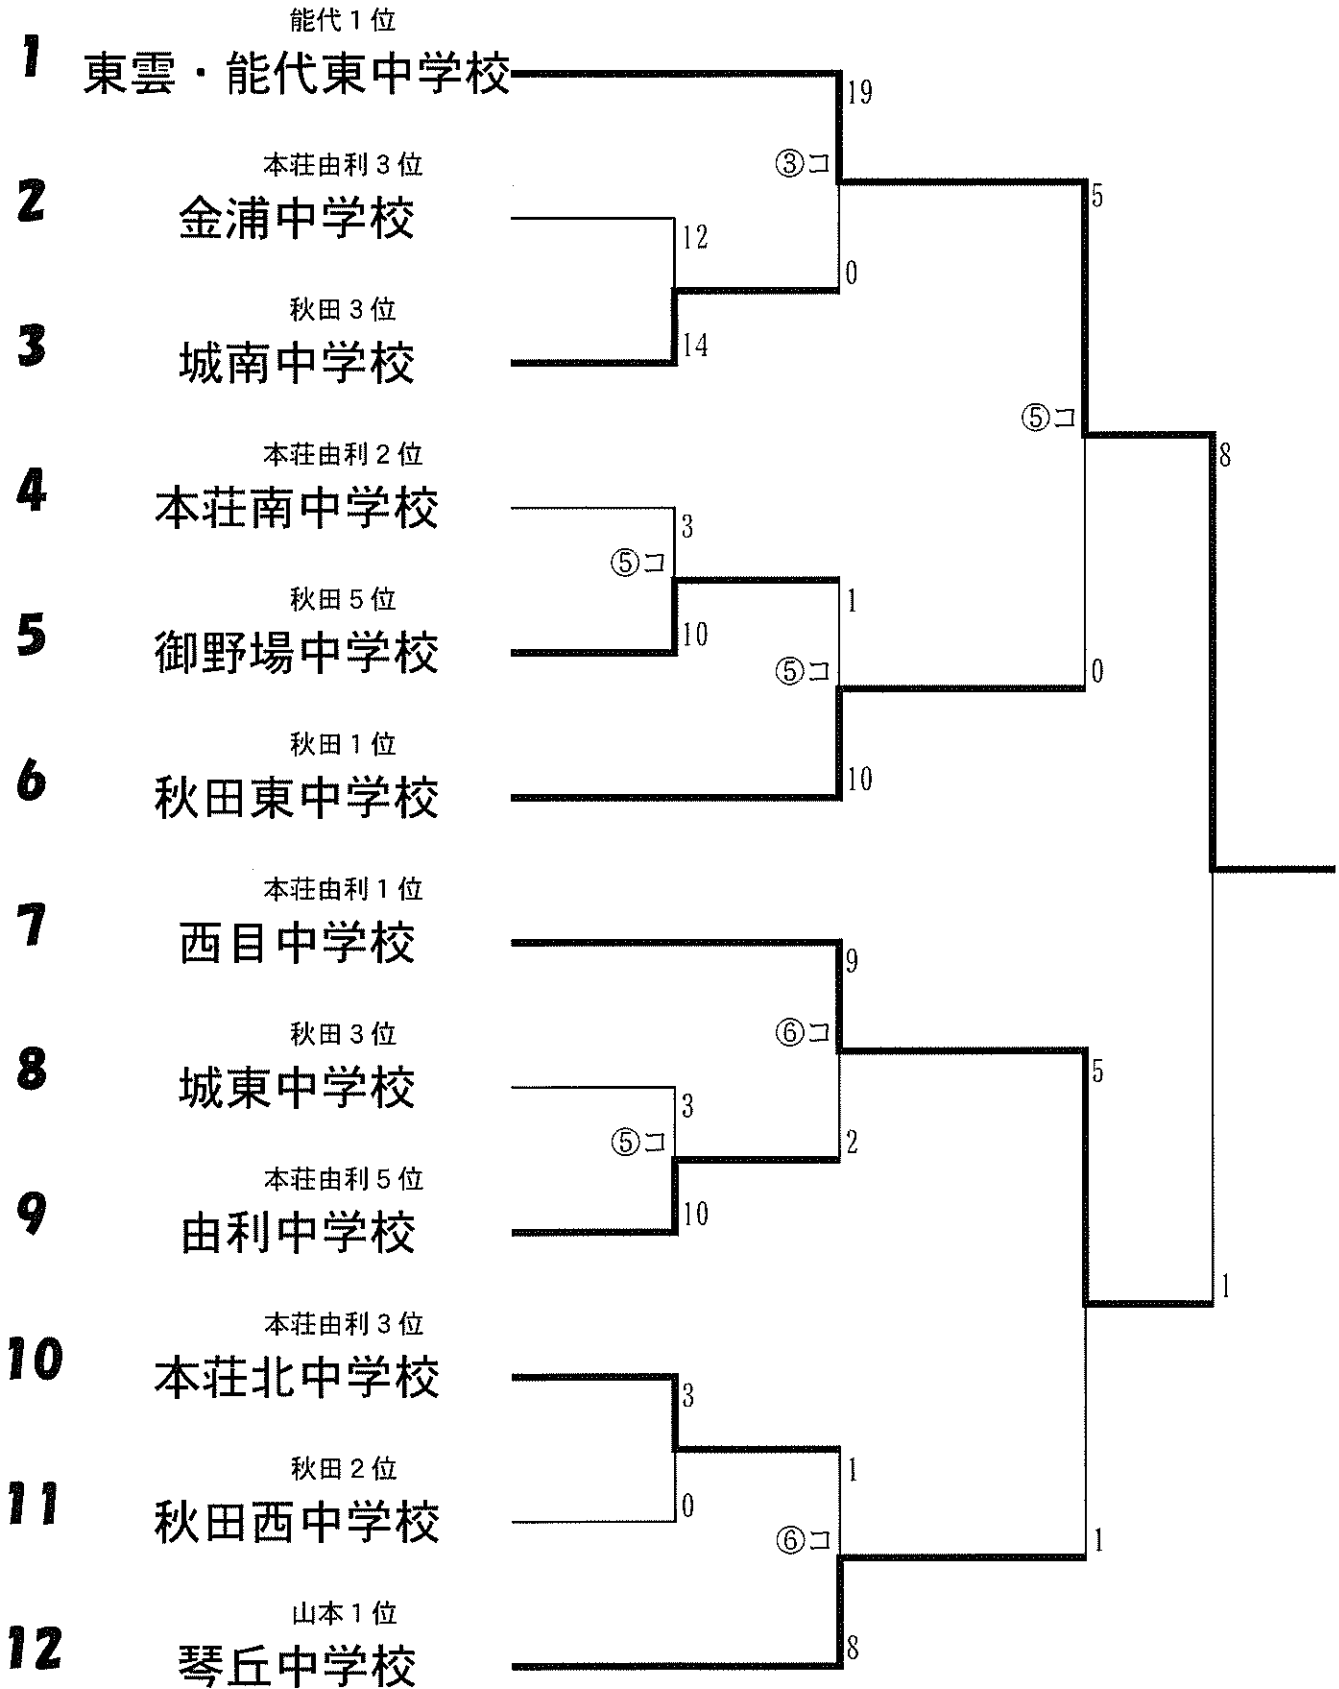 能代1位
1 東雲・能代東中学校
19
③コ
本荘由利3位
2 金浦中学校
5
12
0
秋田3位
3 城南中学校
14
⑤コ
本荘由利2位
8
4 本荘南中学校
3
⑤コ
秋田5位
1
5 御野場中学校
10
⑤コ
0
秋田1位
6 秋田東中学校
10
本荘由利1位
7 西目中学校
9
⑥コ
秋田3位
8 城東中学校
5
3
⑤コ
2
本荘由利5位
9 由利中学校
10
1
本荘由利3位
10 本荘北中学校
3
秋田2位
1
11 秋田西中学校
0
⑥コ
1
山本1位
12 琴丘中学校
8